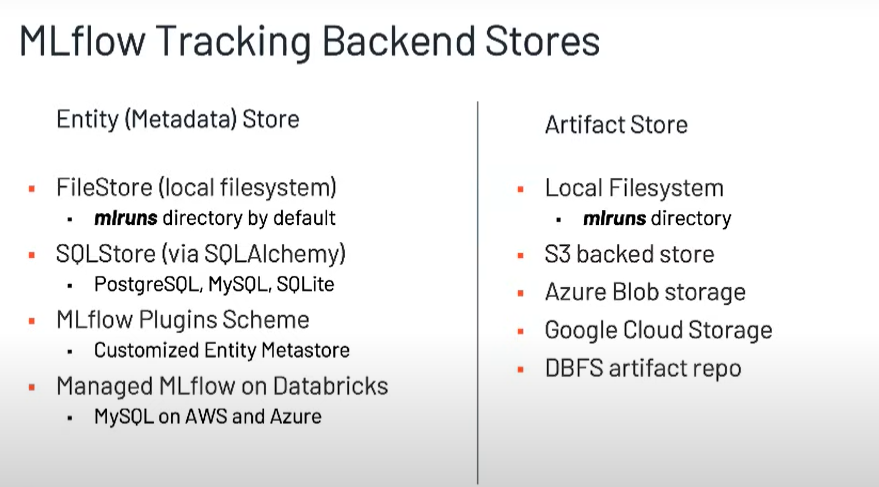 MLflow Tracking Backend Stores
Entity (Metadata) Store
FileStore (local filesystem)
mlruns directory by default
SQLStore (via SQLAlchemy)
PostgreSQL, MySQL, SQLite
MLflow Plugins Scheme
Customized Entity Metastore
Managed MLflow on Databricks
MySQL on AWS and Azure
Artifact Store
Local Filesystem
mlruns directory
S3 backed store
Azure Blob storage
Google Cloud Storage
DBFS artifact repo